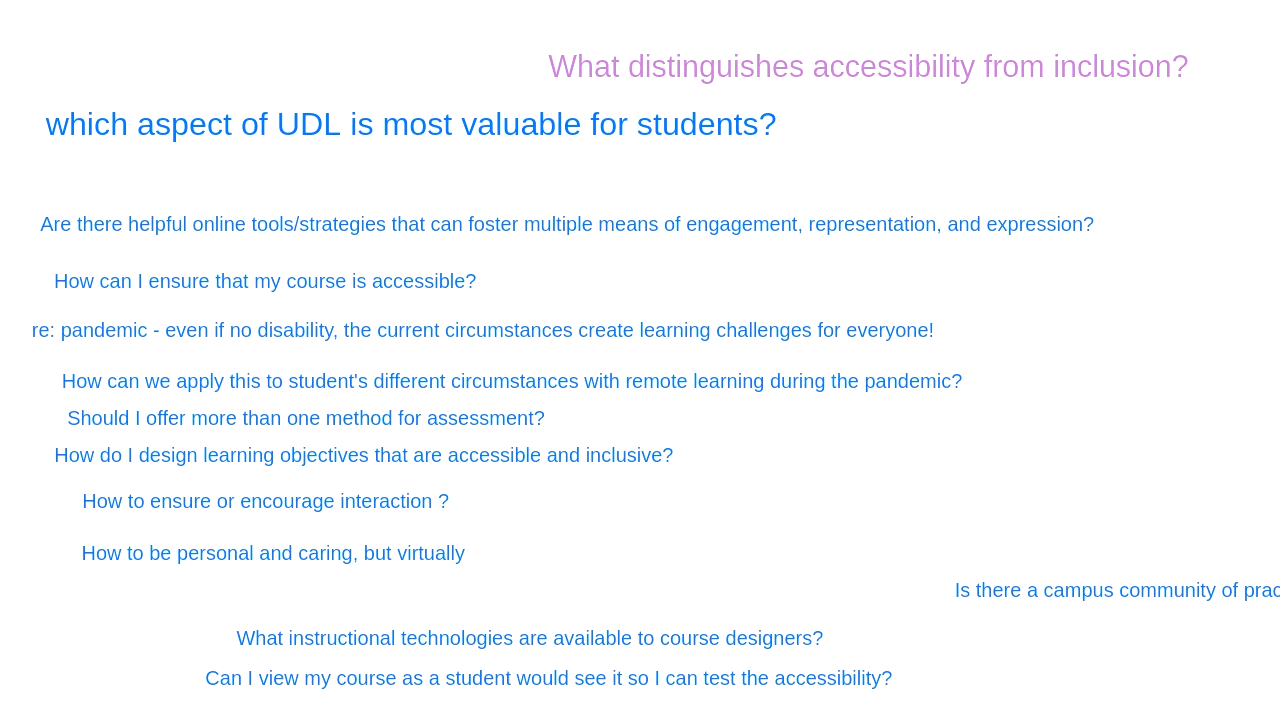 What distinguishes accessibility from inclusion?
which aspect of UDL is most valuable for students?
Are there helpful online tools/strategies that can foster multiple means of engagement, representation, and expression?
How can I ensure that my course is accessible?
re: pandemic - even if no disability, the current circumstances create learning challenges for everyone!
How can we apply this to student's different circumstances with remote learning during the pandemic?
Should I offer more than one method for assessment?
How do I design learning objectives that are accessible and inclusive?
How to ensure or encourage interaction ?
How to be personal and caring, but virtually
Is there a campus community of
What instructional technologies are available to course designers?
Can I view my course as a student would see it so I can test the accessibility?